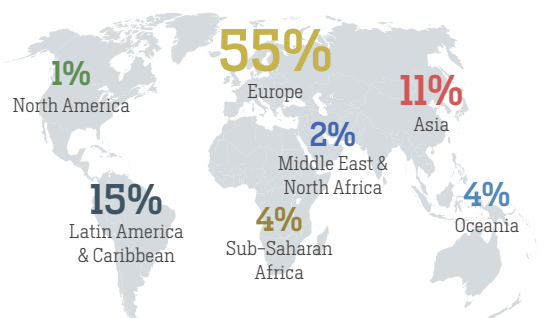 55%
Europe
1%
North America
11%
Asia
2%
Middle East &
North Africa
15%
Latin America
& Caribbean
4%
Sub-Saharan
Africa
4%
Oceania